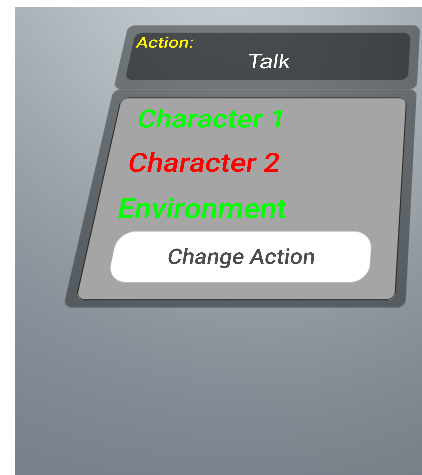 Action:
Talk
Character 1
Character 2
Environment
Change Action